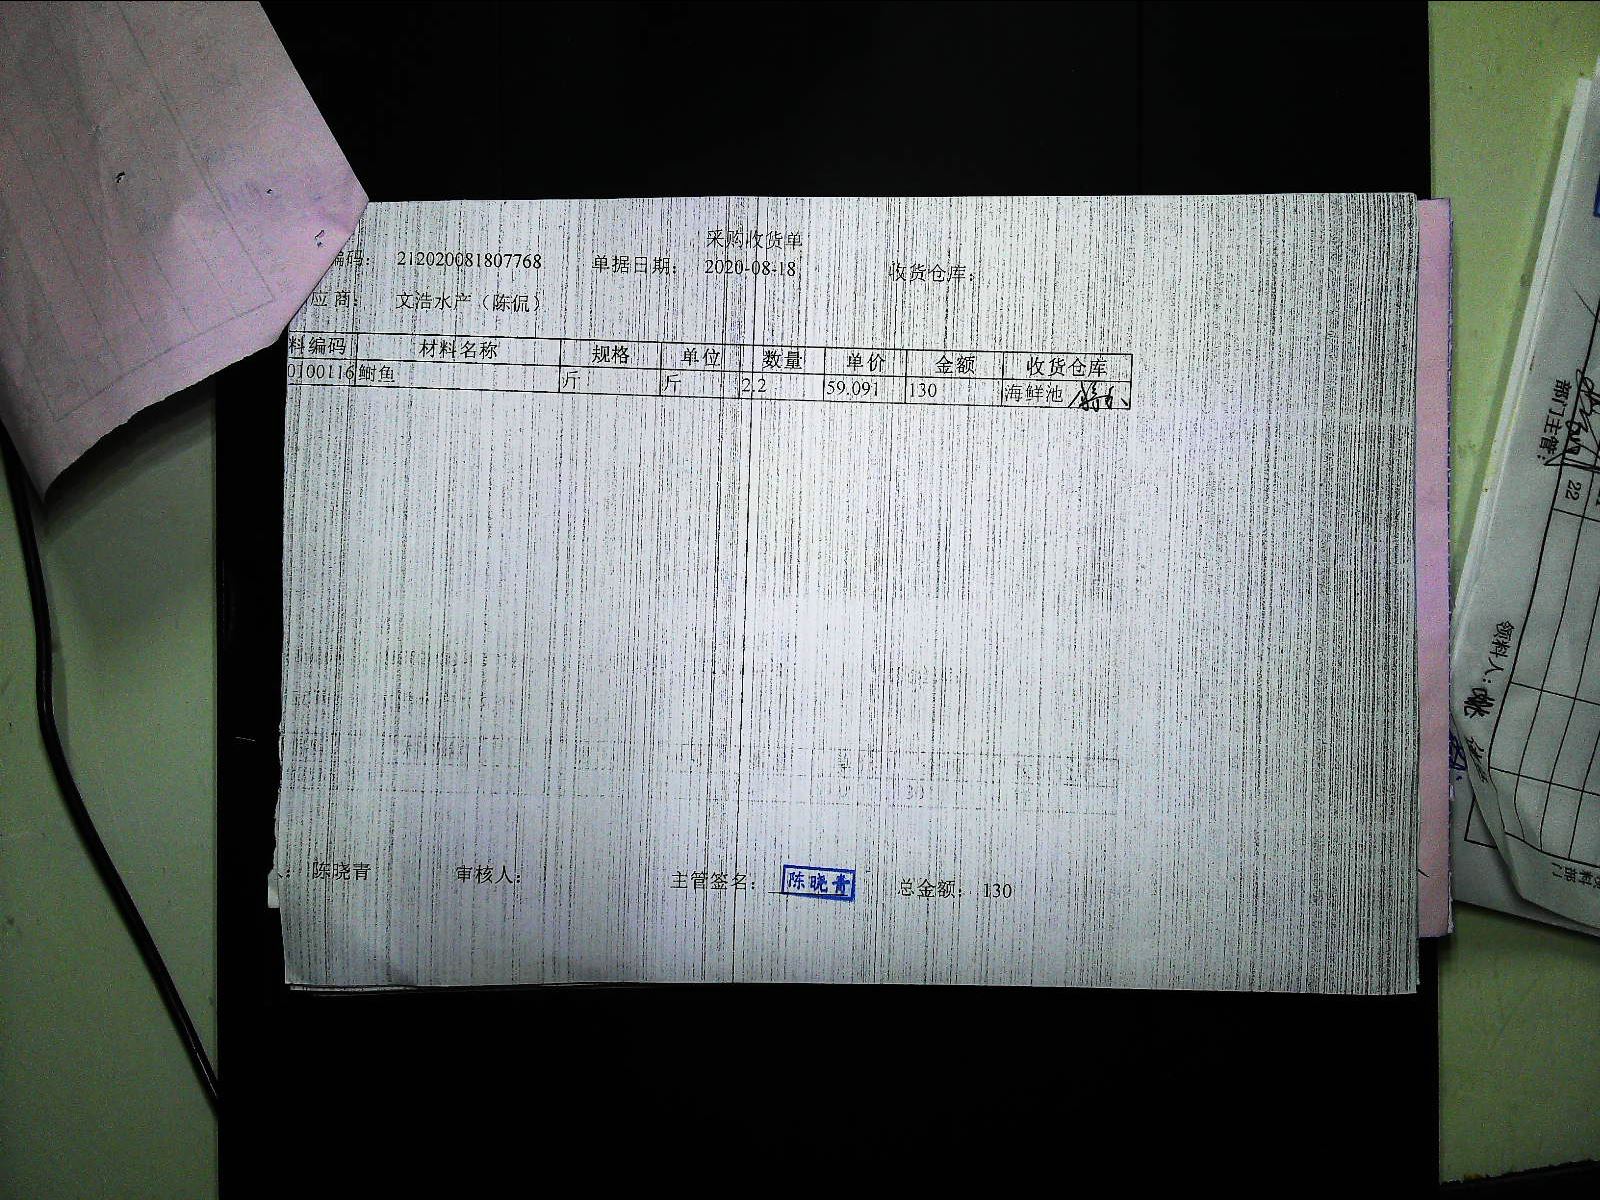 采购收货单
编码： 212020081807768 单据日期： 2020-08-18 收货仓库：
应商： 文浩水产（陈侃）
料编码 材料名称 规格 单位 数量 单价 金额 收货仓库
0100116 鲥鱼 斤 斤 2.2 59.091 130 海鲜池
陈晓青 审核人： 主管签名： 陈晓青 总金额： 130
部门主管：
22
领料人：